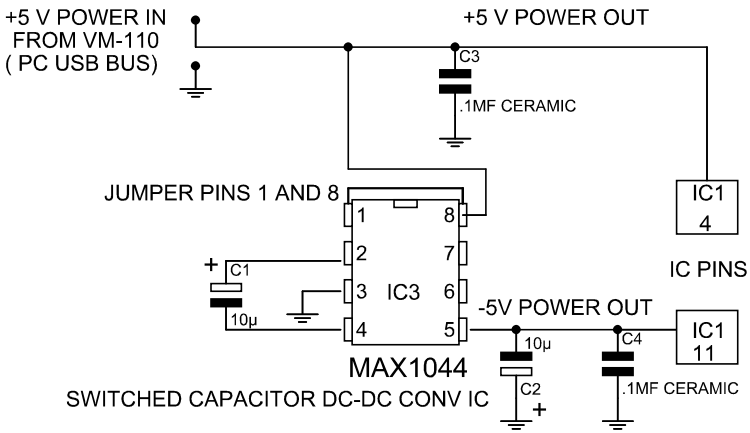 +5 V POWER IN
FROM VM-110
( PC USB BUS)
+5 V POWER OUT
C3
.1MF CERAMIC
JUMPER PINS 1 AND 8
1
8
IC1
4
+
C1
2
7
IC PINS
3
IC3
6
10µ
4
5
-5V POWER OUT
IC1
11
10µ
C4
MAX1044
SWITCHED CAPACITOR DC-DC CONV IC
C2
+
.1MF CERAMIC